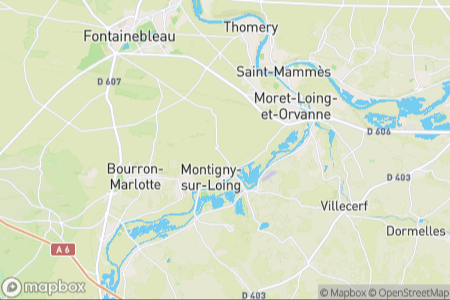 Thomery
Fontainebleau
Saint-Mammès
D 607
Moret-Loing-
et-Orvanne
D 606
Bourron-
Marlotte
Montigny-
sur-Loing
D 403
Villecerf
Dormelles
A 6
D 403
mapbox
© Mapbox © OpenStreetMap